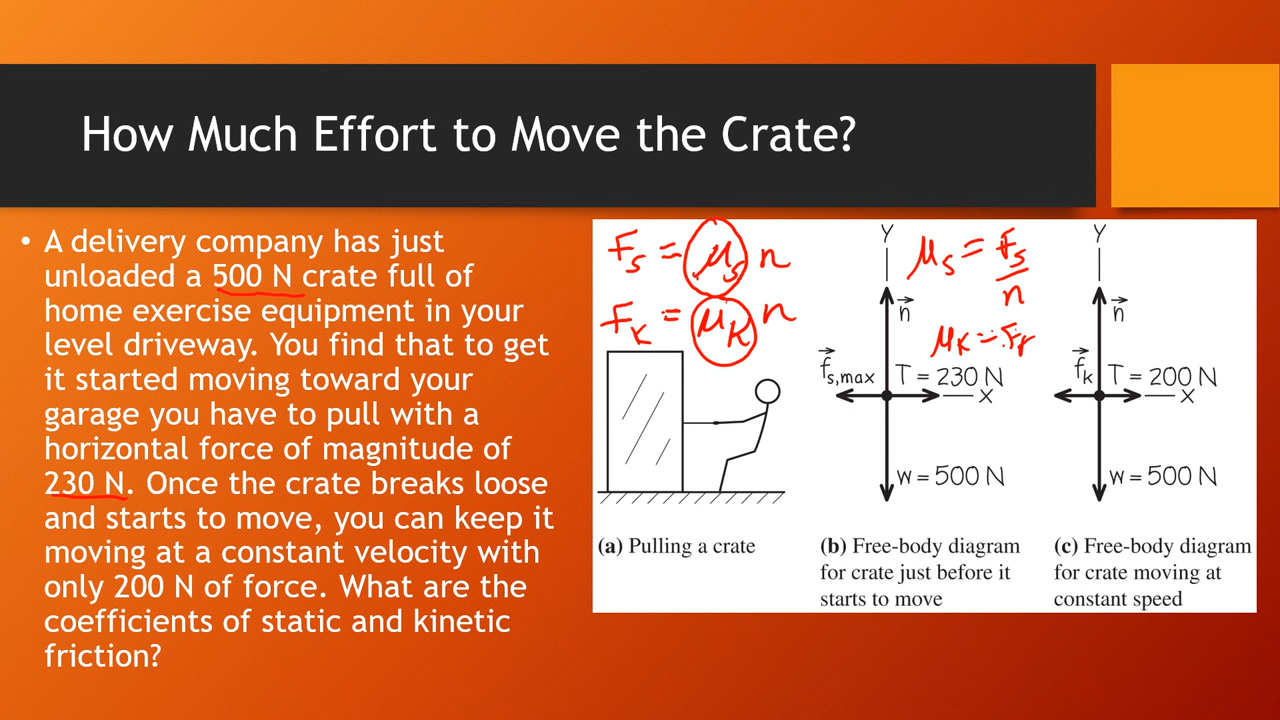 How Much Effort to Move the Crate?
• A delivery company has just
unloaded a 500 N crate full of
home exercise equipment in your
level driveway. You find that to get
it started moving toward your
garage you have to pull with a
horizontal force of magnitude of
230 N. Once the crate breaks loose
and starts to move, you can keep it
moving at a constant velocity with
only 200 N of force. What are the
coefficients of static and kinetic
friction?
Fs = μs n
FK = μK n
μs = Fs/n
μK =
Y
n
fs,max
T = 230 N
X
w = 500 N
Y
n
fk
T = 200 N
X
w = 500 N
(a) Pulling a crate
(b) Free-body diagram
for crate just before it
starts to move
(c) Free-body diagram
for crate moving at
constant speed